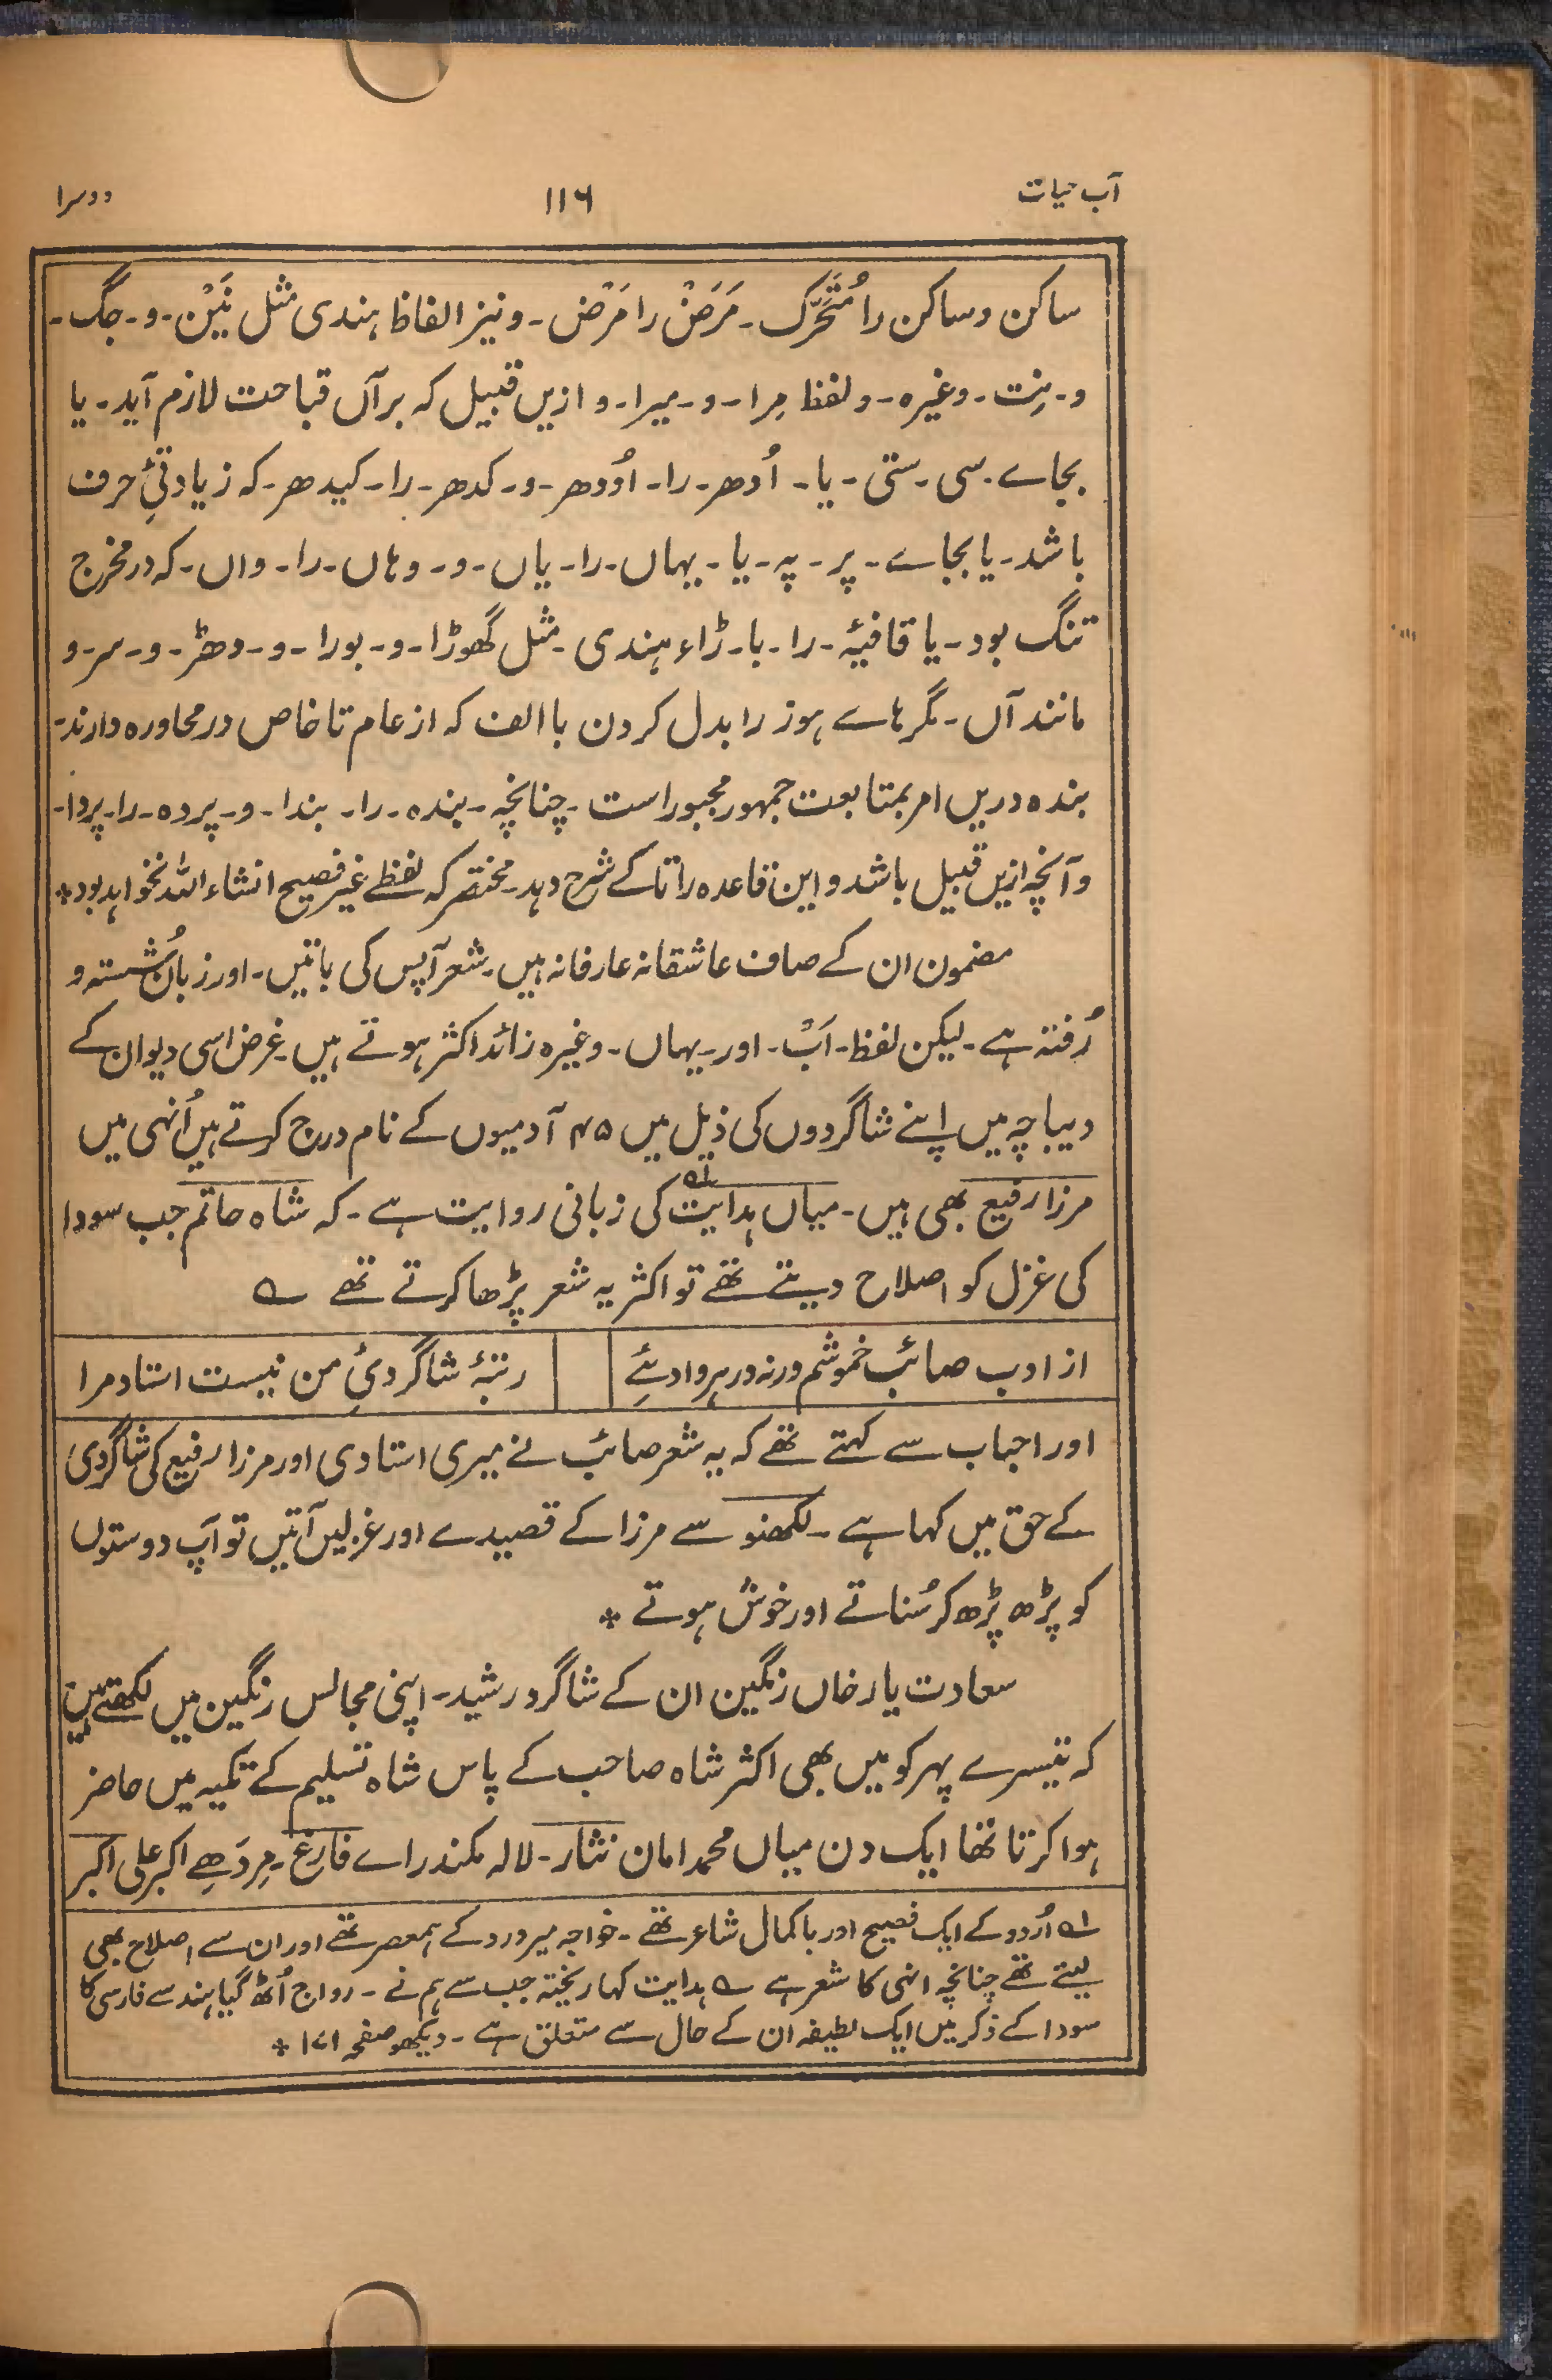 آب حیات
۱۱۶
دوسرا
ساکن و ساکن را مُتَحَرِّک۔ مَرَضْ را مَرْض۔ و نیز الفاظ ہندی مثل نَیَنْ۔ و۔ جگ۔
و۔ نِت۔ وغیرہ۔ و لفظ مِرا۔ و۔ میرا۔ و ازیں قبیل کہ برآں قباحت لازم آید۔ یا
بجاے۔ سی۔ ستی۔ یا۔ اُدھر۔ را۔ اُودھر۔ و۔ کدھر۔ را۔ کیدھر۔ کہ زیادتیِٔ حرف
باشد۔ یا بجاے۔ پر۔ پہ۔ یا۔ یہاں۔ را۔ یاں۔ و۔ وہاں۔ را۔ واں۔ کہ در مخرج
تنگ بود۔ یا قافیۂ۔ را۔ با۔ ڑاء ہندی۔ مثل گھوڑا۔ و۔ بورا۔ و۔ دھڑ۔ و۔ سر۔ و
مانند آں۔ مگر ہاے ہوز را بدل کردن با الف کہ از عام تا خاص در محاورہ دارند۔
بندہ دریں امر بمتابعت جمہور مجبور است۔ چنانچہ۔ بندہ۔ را۔ بندا۔ و۔ پردہ۔ را۔ پردا۔
و آنچہ ازیں قبیل باشد و این قاعدہ را تا کے شرح دہد۔ مختصر کہ لفظے غیر فصیح انشاء اللہ نخواہد بود *
مضمون ان کے صاف عاشقانہ عارفانہ ہیں۔ شعر آپس کی باتیں۔ اور زبان شُستہ و
رُفتہ ہے۔ لیکن لفظ۔ اَبْ۔ اور۔ یہاں۔ وغیرہ زائد اکثر ہوتے ہیں۔ غرض اسی دیوان کے
دیباچہ میں اپنے شاگردوں کی ذیل میں ۴۵ آدمیوں کے نام درج کرتے ہیں اُنہی میں
مرزا رفیع بھی ہیں۔ میاں ہدایت؂۱ کی زبانی روایت ہے۔ کہ شاہ حاتم جب سودا
کی غزل کو اصلاح دیتے تھے تو اکثر یہ شعر پڑھا کرتے تھے ؎
از ادب صائب خموشم ورنہ در ہر وادئے
رتبۂ شاگردیٔ من نیست استاد مرا
اور احباب سے کہتے تھے کہ یہ شعر صائب نے میری استادی اور مرزا رفیع کی شاگردی
کے حق میں کہا ہے۔ لکھنو سے مرزا کے قصیدے اور غزلیں آتیں تو آپ دوستوں
کو پڑھ پڑھ کر سُناتے اور خوش ہوتے *
سعادت یار خاں رنگین ان کے شاگرد رشید۔ اپنی مجالس رنگین میں لکھتے ہیں
کہ تیسرے پہر کو میں بھی اکثر شاہ صاحب کے پاس شاہ تسلیم کے تکیہ میں حاضر
ہوا کرتا تھا ایک دن میاں محمد امان نثار۔ لالہ مکند راے فارغ۔ مِردَھے اکبر علی اکبر
؂۱ اُردو کے ایک فصیح اور باکمال شاعر تھے۔ خواجہ میر درد کے ہمعصر تھے اور ان سے اصلاح بھی
لیتے تھے چنانچہ انہی کا شعر ہے ؎ ہدایت کہا ریختہ جب سے ہم نے۔ رواج اُٹھ گیا ہند سے فارسی کا
سودا کے ذکر میں ایک لطیفہ ان کے حال سے متعلق ہے۔ دیکھو صفحہ ۱۷۱ *